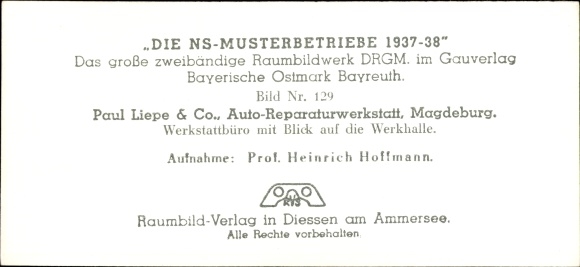 „DIE NS-MUSTERBETRIEBE 1937-38"
Das große zweibändige Raumbildwerk DRGM. im Gauverlag
Bayerische Ostmark Bayreuth.
Bild Nr. 129
Paul Liepe & Co., Auto-Reparaturwerkstatt, Magdeburg.
Werkstattbüro mit Blick auf die Werkhalle.
Aufnahme: Prof. Heinrich Hoffmann.
RVS
Raumbild-Verlag in Diessen am Ammersee.
Alle Rechte vorbehalten.